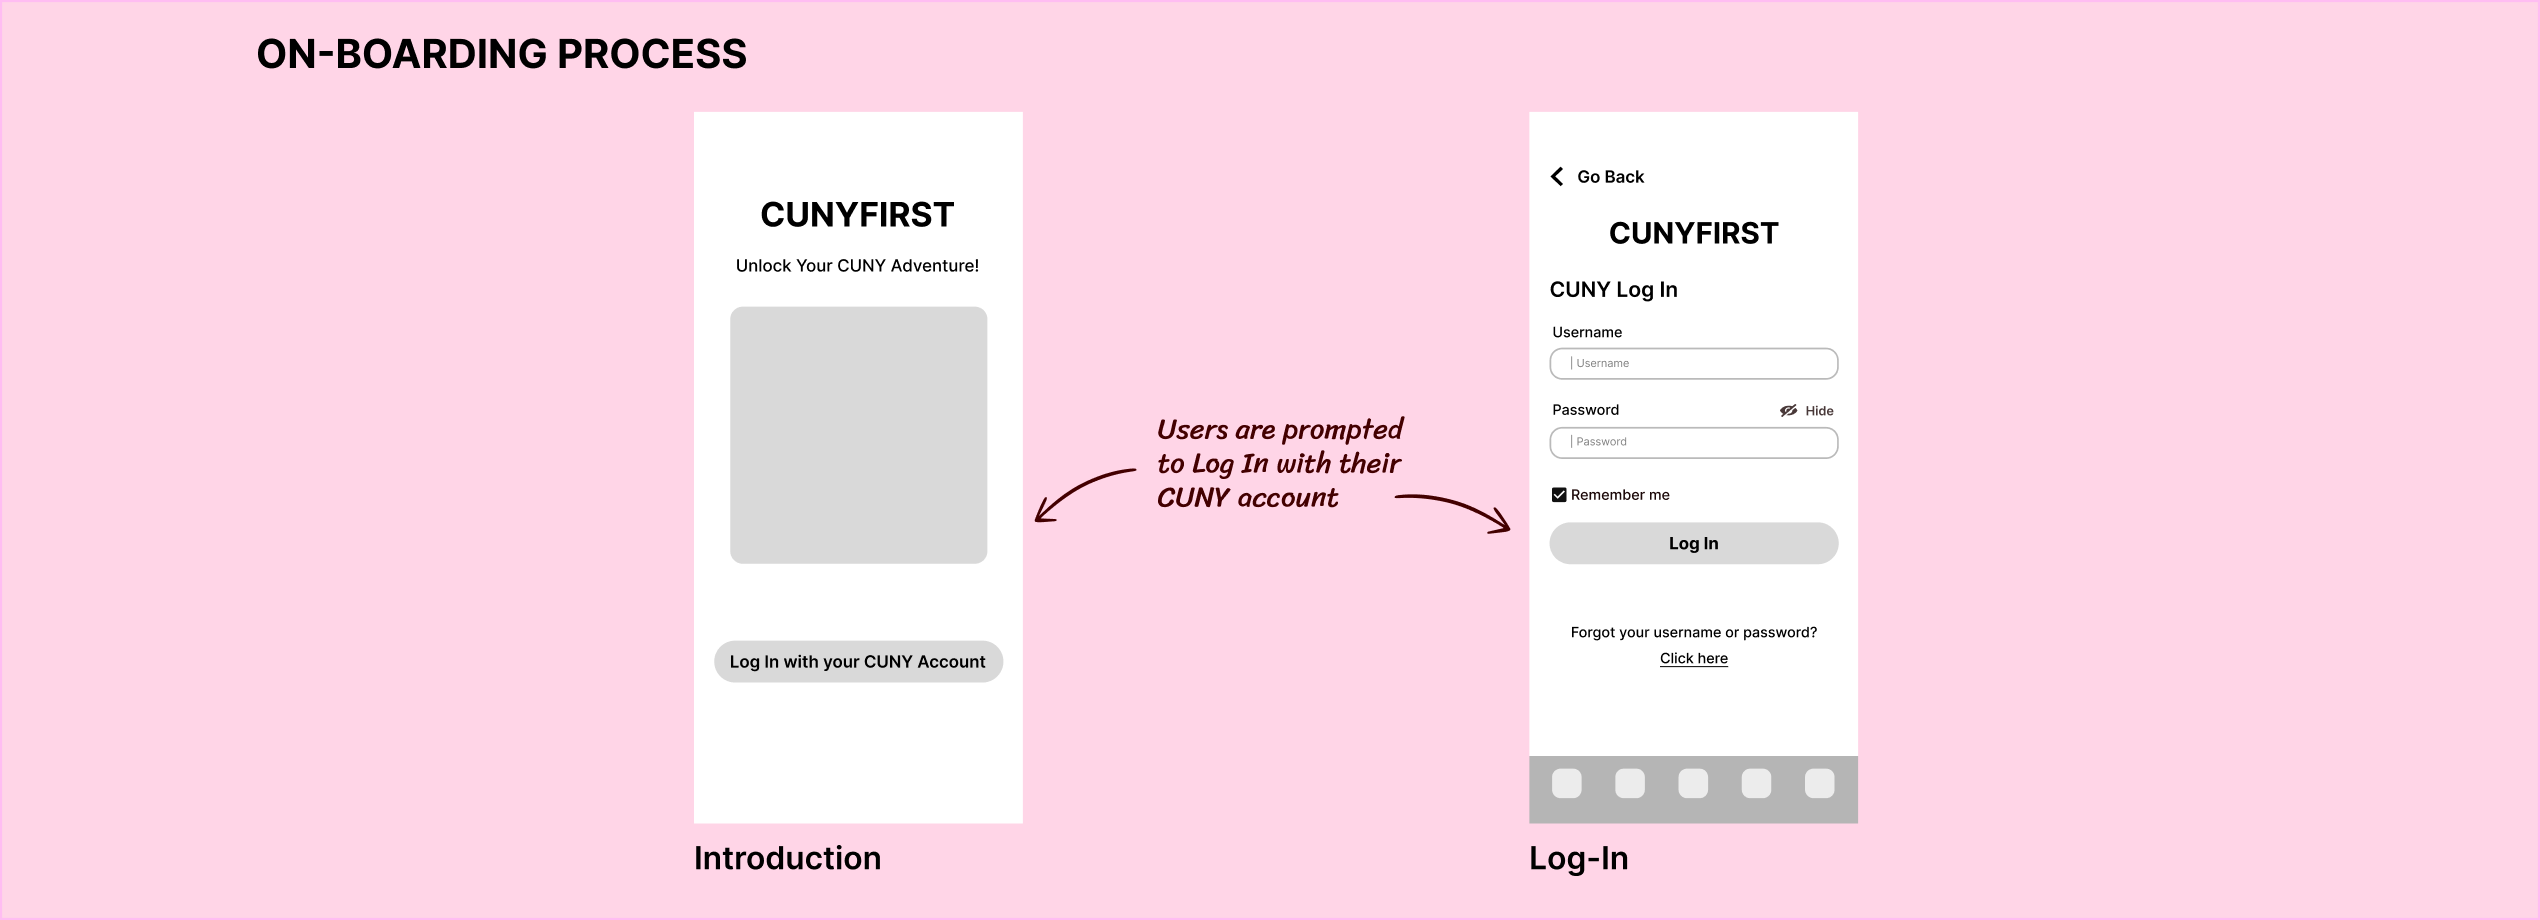 ON-BOARDING PROCESS
CUNYFIRST
Unlock Your CUNY Adventure!
Log In with your CUNY Account
Introduction
Users are prompted
to Log In with their
CUNY account
Go Back
CUNYFIRST
CUNY Log In
Username
Username
Password Hide
Password
Remember me
Log In
Forgot your username or password?
Click here
Log-In